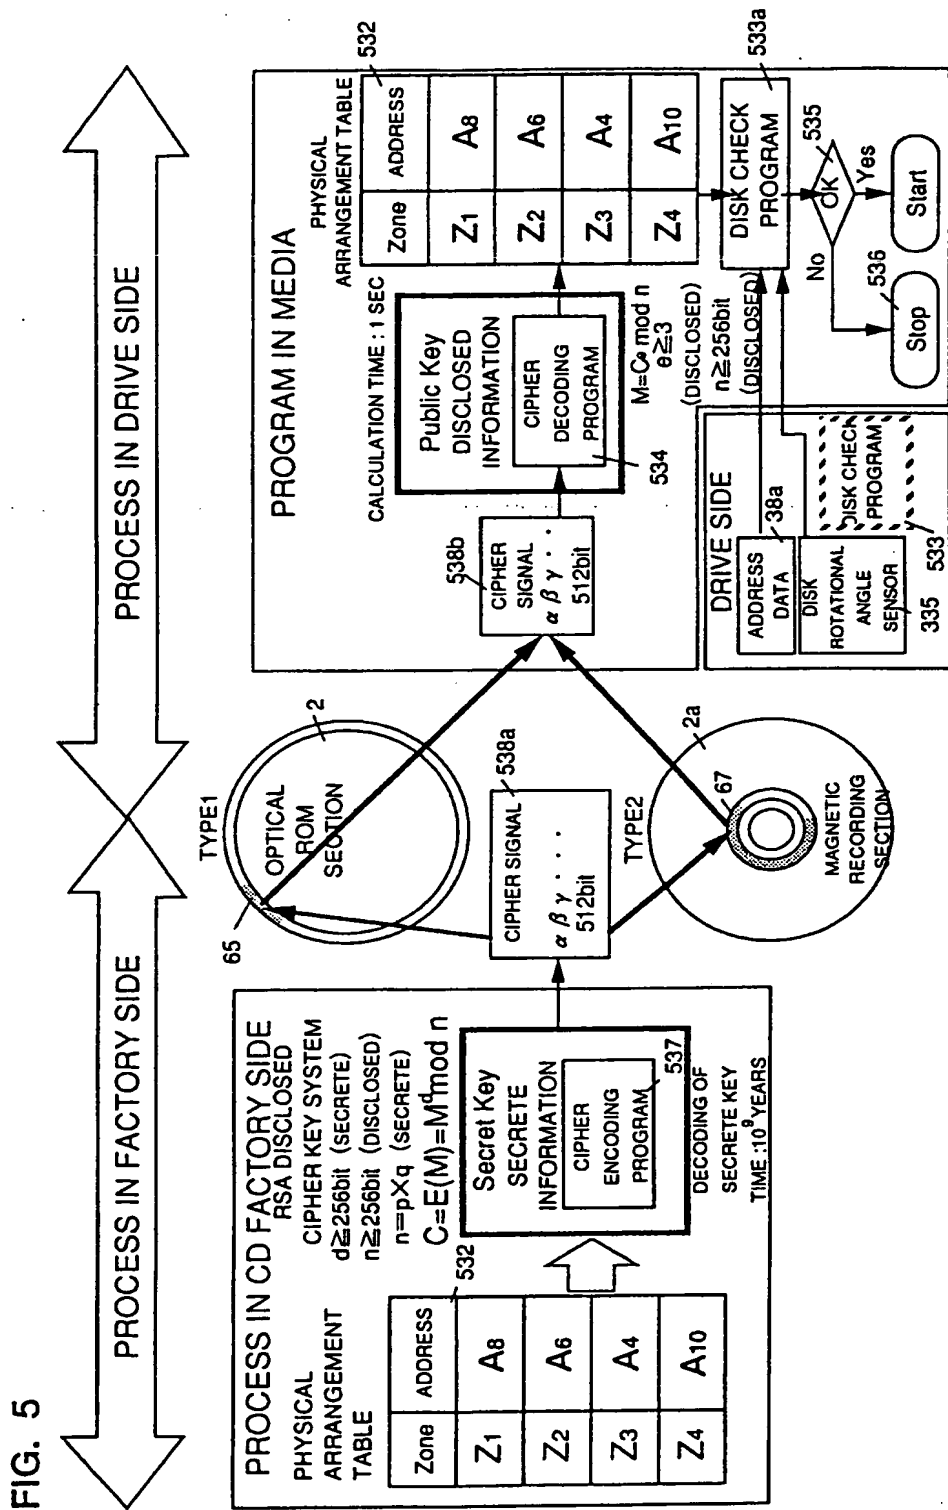 FIG. 5
PROCESS IN FACTORY SIDE
PROCESS IN DRIVE SIDE
PROCESS IN CD FACTORY SIDE
RSA DISCLOSED
CIPHER KEY SYSTEM
d≧256bit (SECRETE)
n≧256bit (DISCLOSED)
n=p×q (SECRETE)
C=E(M)=M^d mod n
PHYSICAL
ARRANGEMENT
TABLE
532
Zone ADDRESS
Z1 A8
Z2 A6
Z3 A4
Z4 A10
Secret Key
SECRETE
INFORMATION
CIPHER
ENCODING
PROGRAM
537
DECODING OF
SECRETE KEY
TIME :10^9 YEARS
TYPE1
2
65
OPTICAL
ROM
SECTION
538a
CIPHER SIGNAL
α β γ · · ·
512bit
TYPE2
2a
67
MAGNETIC
RECORDING
SECTION
PROGRAM IN MEDIA
538b
CIPHER
SIGNAL
α β γ · ·
512bit
CALCULATION TIME : 1 SEC
Public Key
DISCLOSED
INFORMATION
CIPHER
DECODING
PROGRAM
534
M=C^e mod n
e≧3
(DISCLOSED)
n≧256bit
(DISCLOSED)
PHYSICAL
ARRANGEMENT TABLE
532
Zone ADDRESS
Z1 A8
Z2 A6
Z3 A4
Z4 A10
DISK CHECK
PROGRAM
533a
OK
535
Yes
No
536
Stop
Start
DRIVE SIDE
ADDRESS
DATA
38a
DISK
ROTATIONAL
ANGLE
SENSOR
335
DISK CHECK
PROGRAM
533